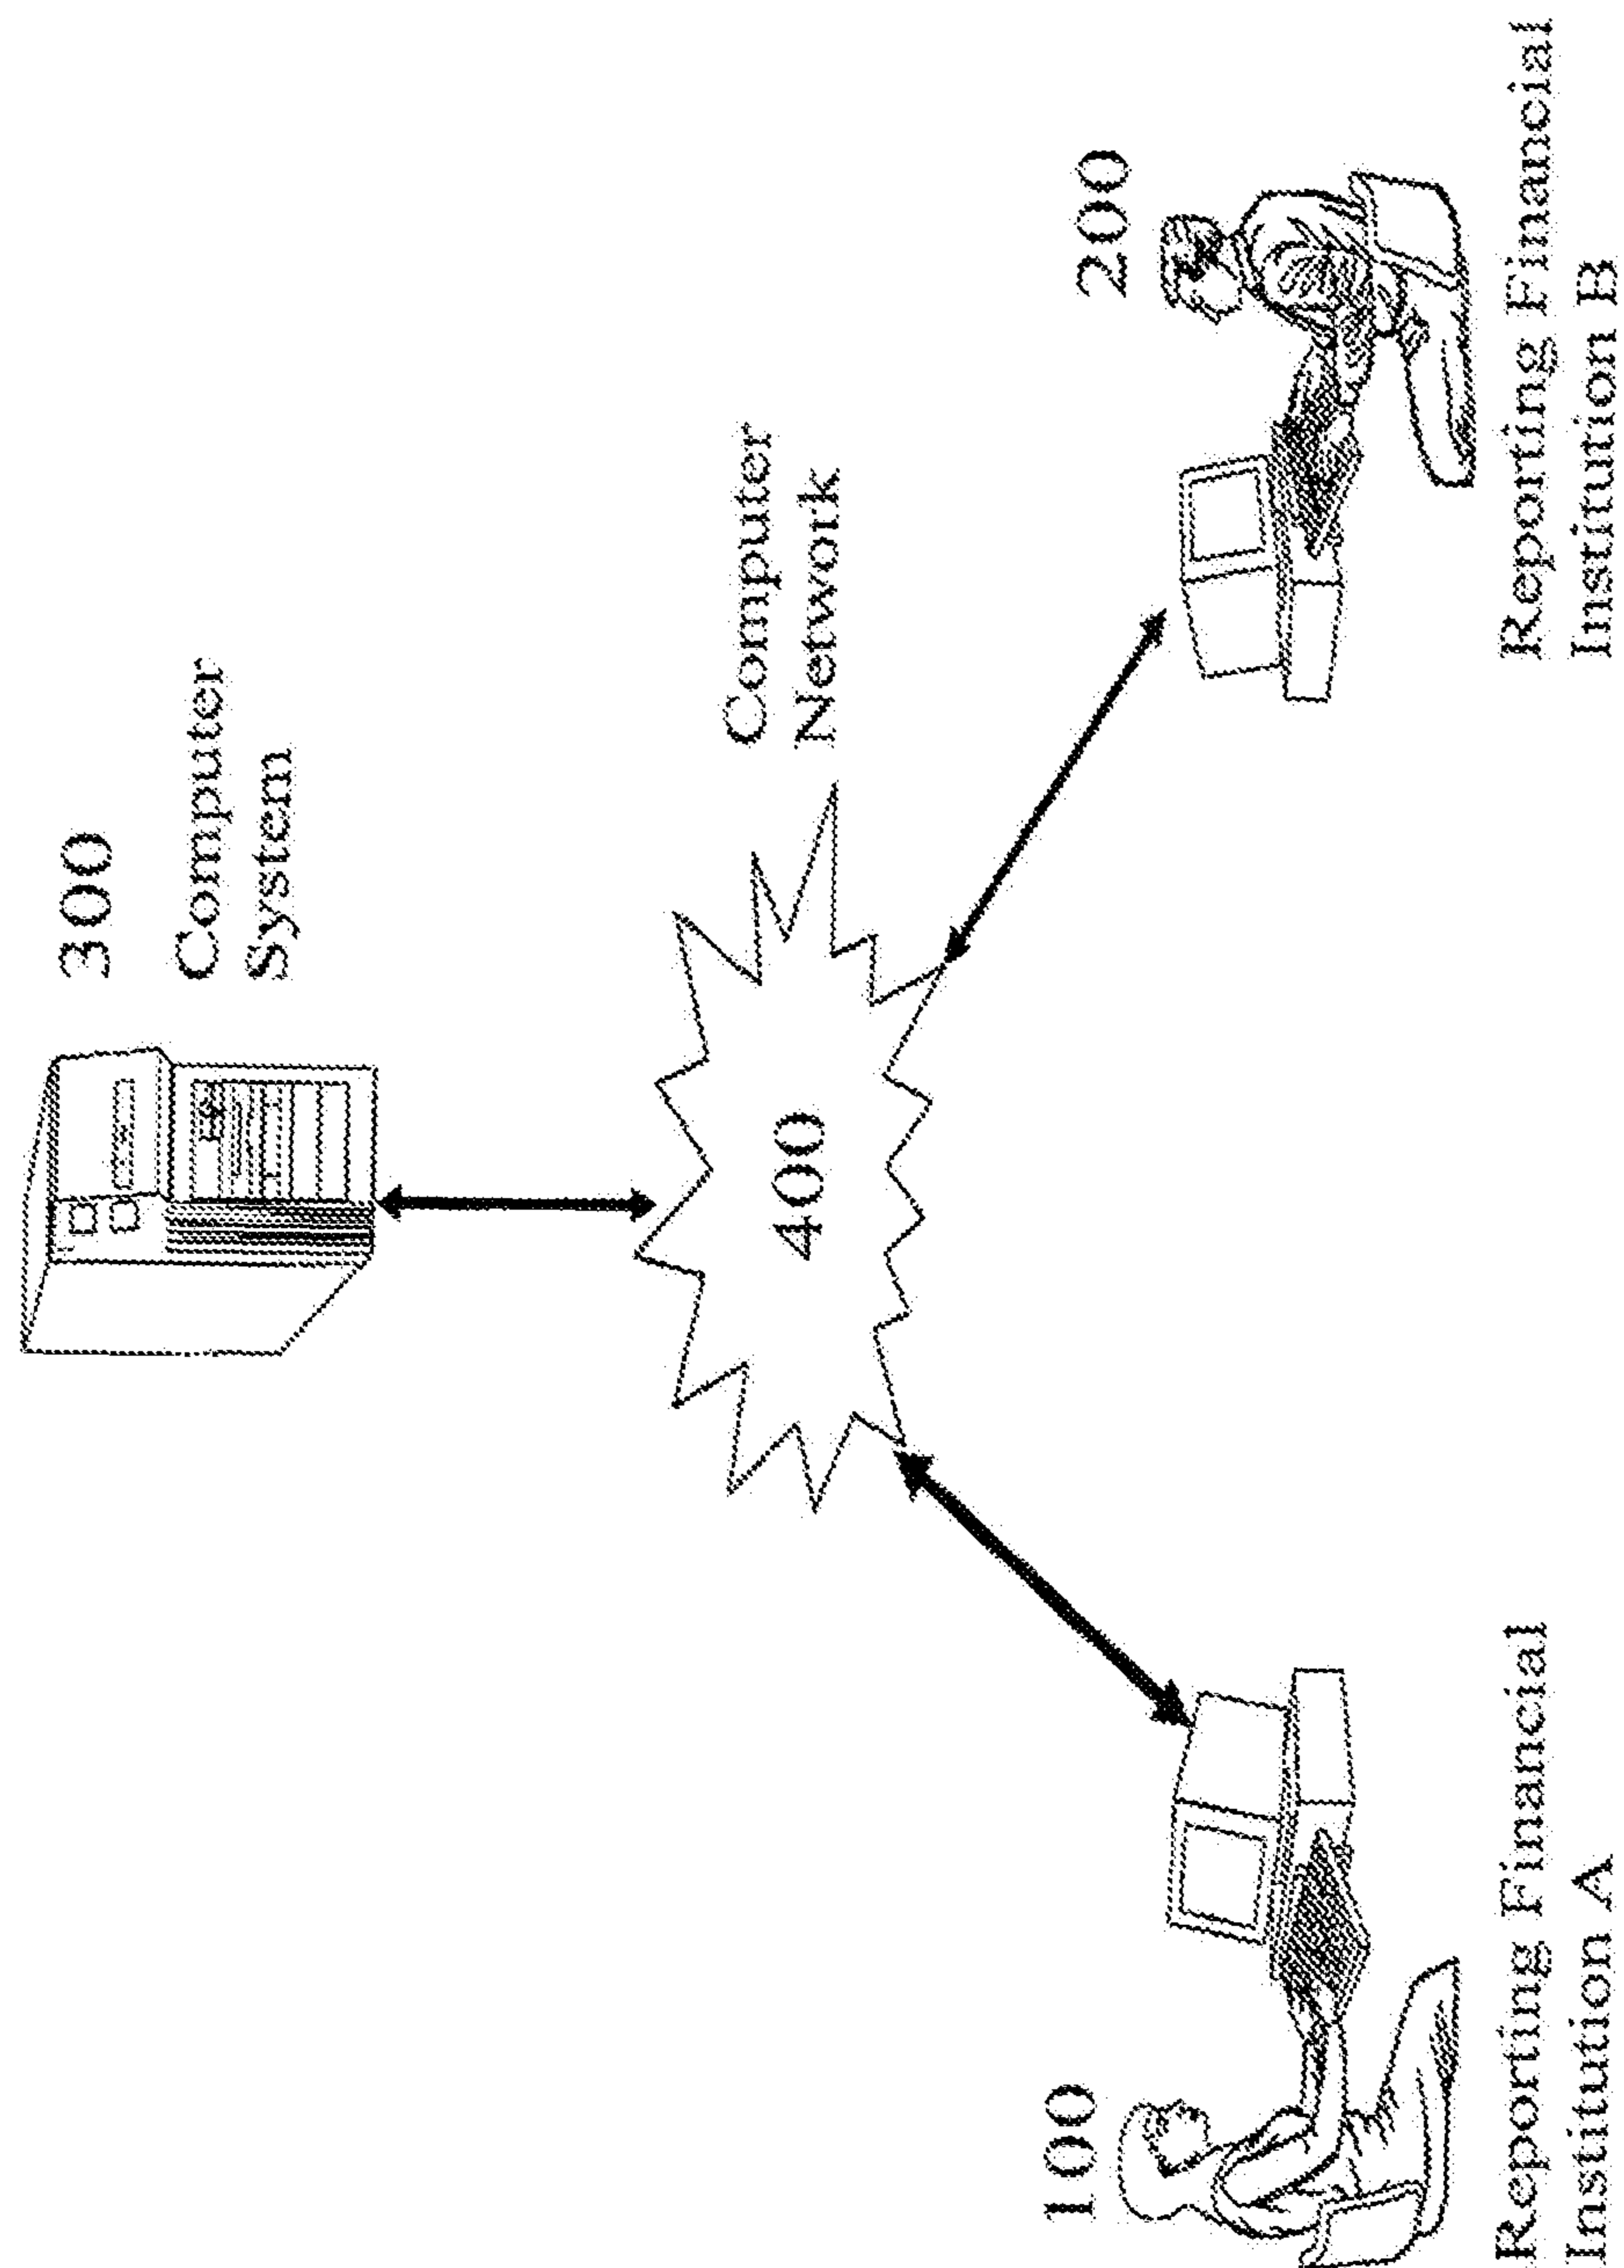 300
Computer
System
Computer
Network
400
100
Reporting Financial
Institution A
200
Reporting Financial
Institution B